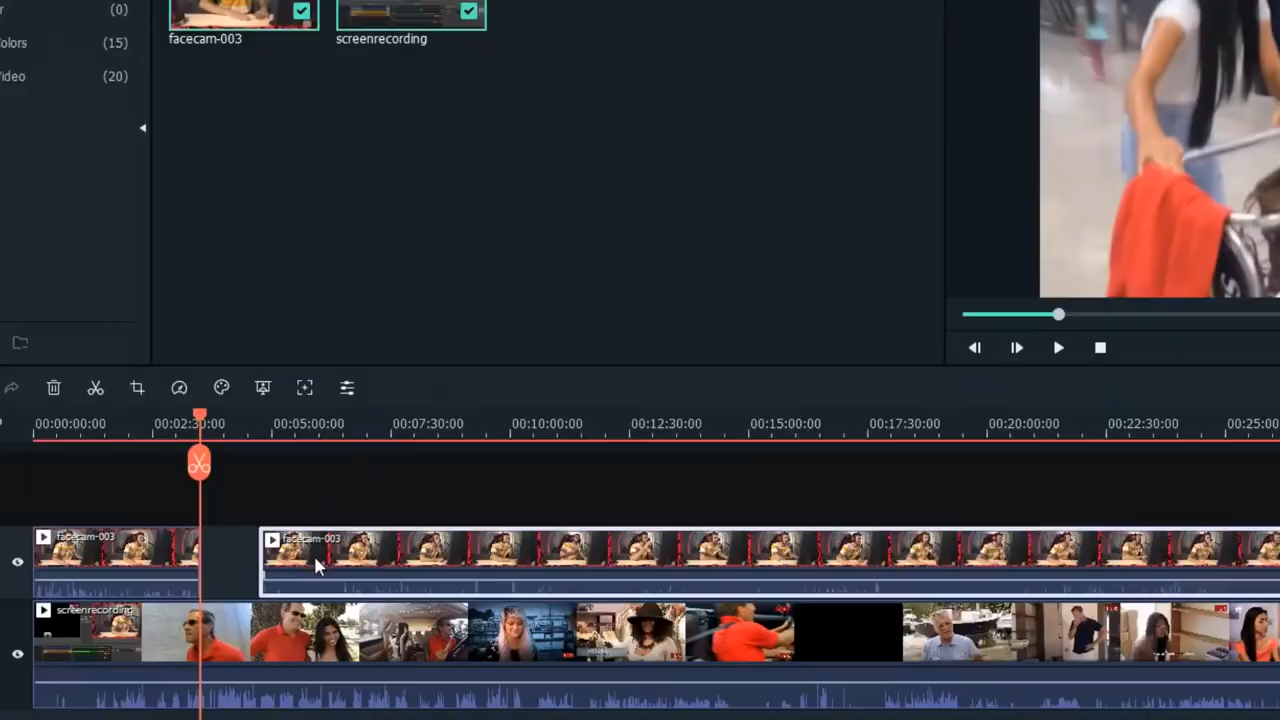 (0)
olors (15)
ideo (20)
facecam-003 screenrecording
00:00:00:00 00:02:30:00 00:05:00:00 00:07:30:00 00:10:00:00 00:12:30:00 00:15:00:00 00:17:30:00 00:20:00:00 00:22:30:00 00:25:00
facecam-003 facecam-003
screenrecording